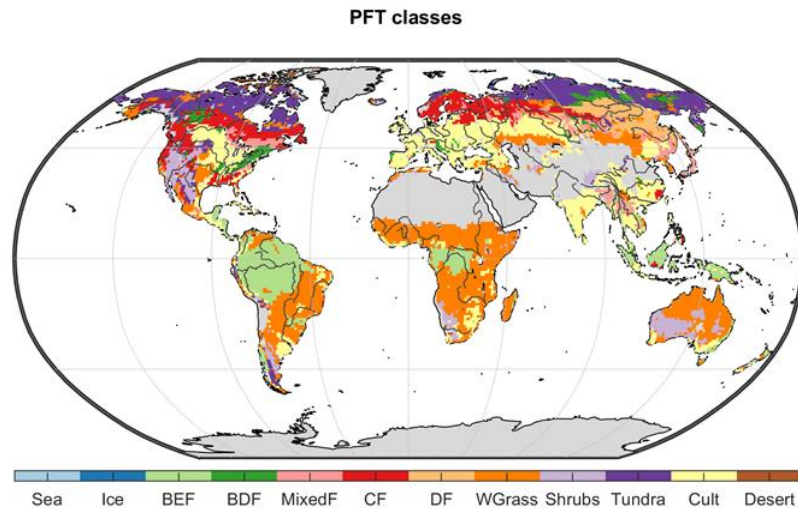 PFT classes
Sea Ice BEF BDF MixedF CF DF WGrass Shrubs Tundra Cult Desert